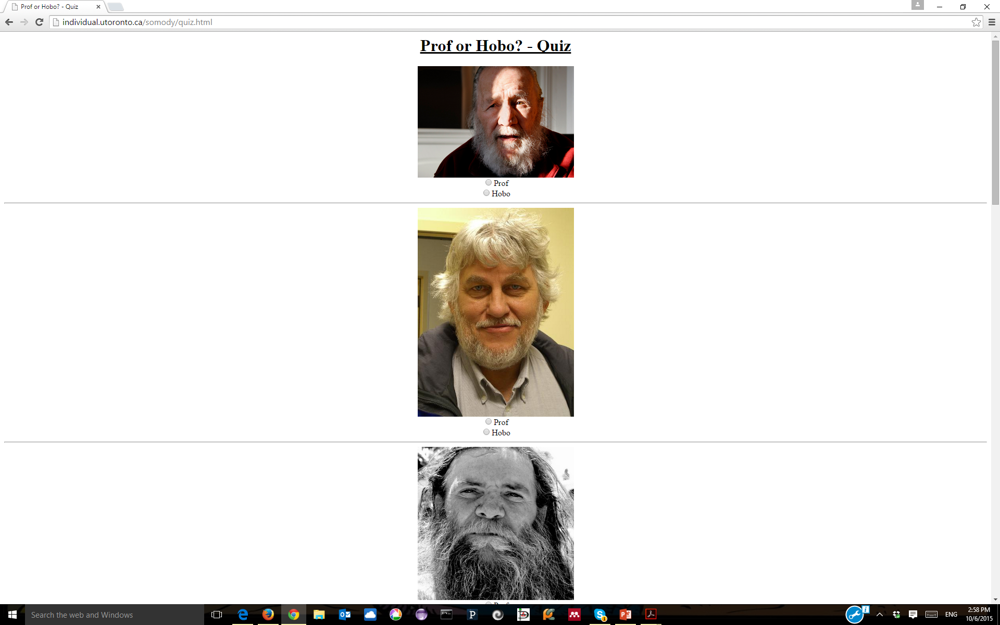 Prof or Hobo? - Quiz
individual.utoronto.ca/somody/quiz.html
Prof or Hobo? - Quiz
Prof
Hobo
Prof
Hobo
Search the web and Windows
ENG
2:58 PM
10/6/2015